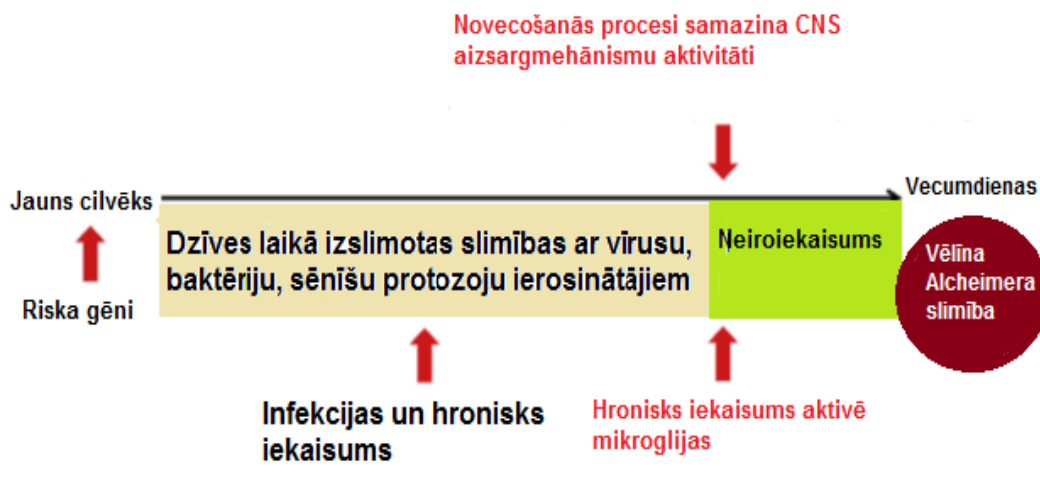 Novecošanās procesi samazina CNS
aizsargmehānismu aktivitāti
Jauns cilvēks
Vecumdienas
Dzīves laikā izslimotas slimības ar vīrusu,
baktēriju, sēnīšu protozoju ierosinātājiem
Neiroiekaisums
Vēlīna
Alcheimera
slimība
Riska gēni
Infekcijas un hronisks
iekaisums
Hronisks iekaisums aktivē
mikroglijas